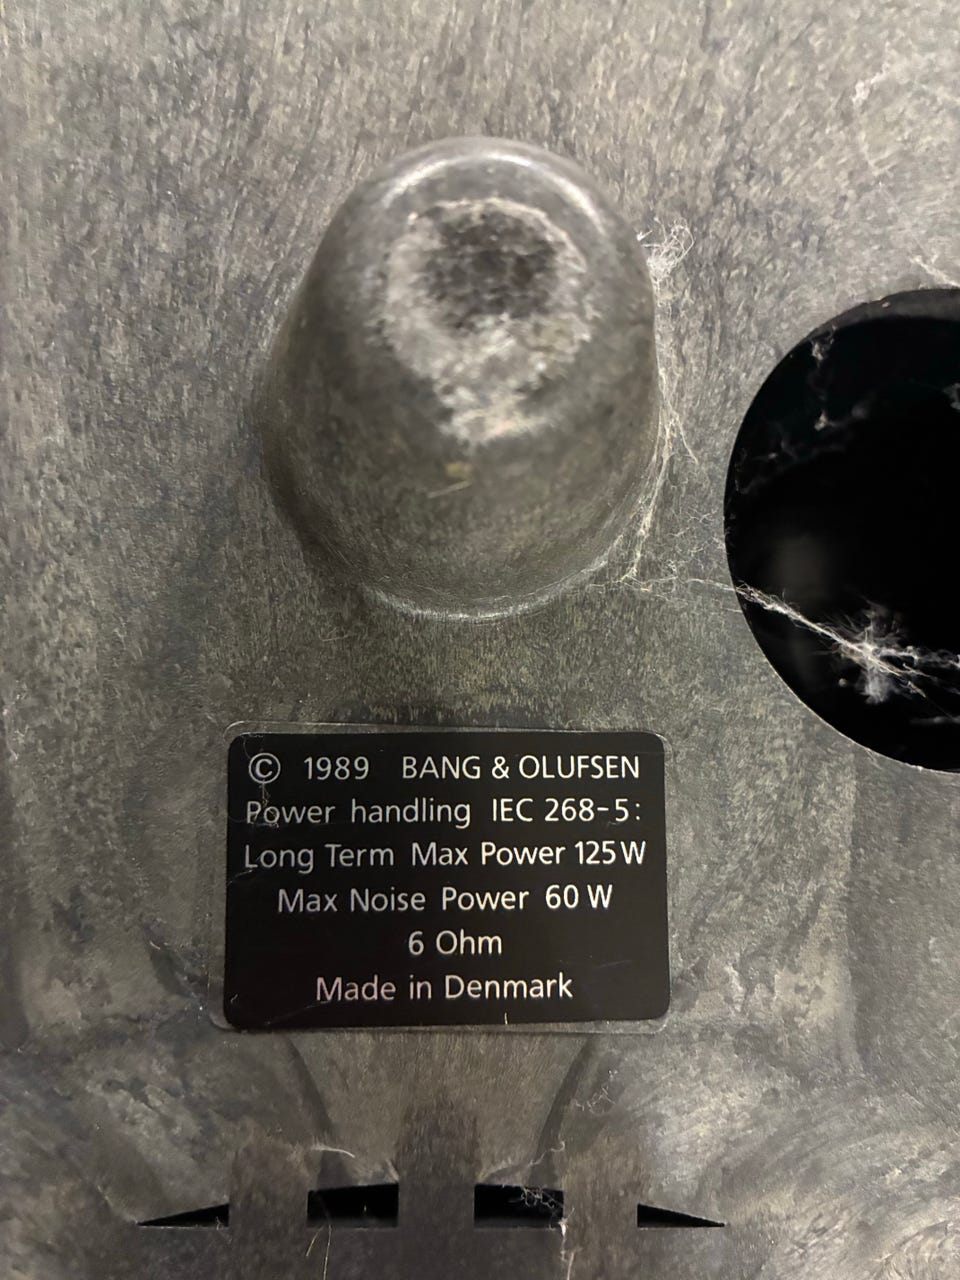 © 1989 BANG & OLUFSEN
Power handling IEC 268-5:
Long Term Max Power 125W
Max Noise Power 60 W
6 Ohm
Made in Denmark